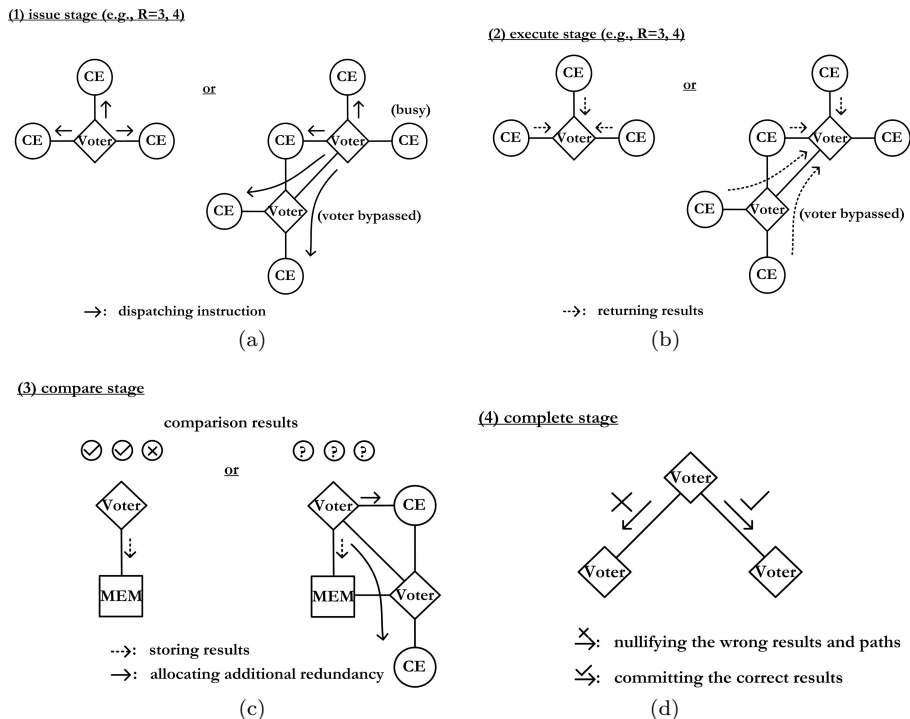 (1) issue stage (e.g., R=3, 4)
CE
or
CE
(busy)
CE
Voter
CE
CE
Voter
CE
CE
Voter
(voter bypassed)
CE
→: dispatching instruction
(a)
(2) execute stage (e.g., R=3, 4)
CE
or
CE
CE
Voter
CE
CE
Voter
CE
CE
Voter
(voter bypassed)
CE
returning results
(b)
(3) compare stage
comparison results
? ? ?
or
Voter
Voter
CE
MEM
MEM
Voter
CE
storing results
→: allocating additional redundancy
(c)
(4) complete stage
Voter
Voter
Voter
nullifying the wrong results and paths
committing the correct results
(d)